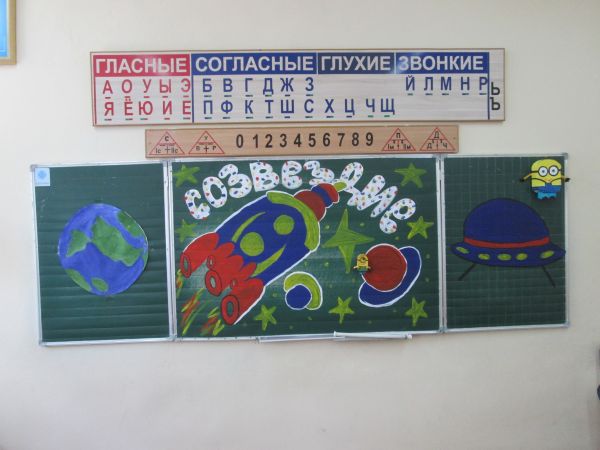 ГЛАСНЫЕ СОГЛАСНЫЕ ГЛУХИЕ ЗВОНКИЕ
А О У Ы Э Б В Г Д Ж З Й Л М Н Р Ь
Я Ё Ю И Е П Ф К Т Ш С Х Ц Ч Щ Ъ
0 1 2 3 4 5 6 7 8 9
СОЗВЕЗДИЕ